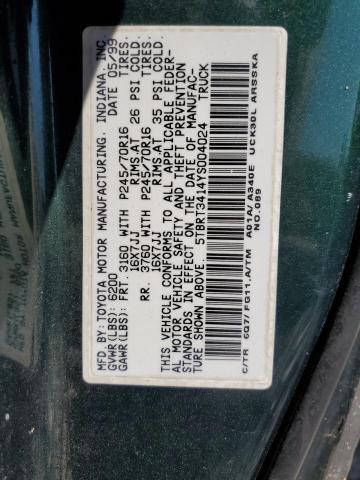 MFD. BY: TOYOTA MOTOR MANUFACTURING, INDIANA, INC.
GVWR(LBS): 6200 DATE: 05/99
GAWR(LBS): FRT. 3160 WITH P245/70R16 TIRES.
16X7JJ RIMS.AT 26 PSI COLD.
RR. 3760 WITH P245/70R16 TIRES.
16X7JJ RIMS.AT 35 PSI COLD.
THIS VEHICLE CONFORMS TO ALL APPLICABLE FEDER-
AL MOTOR VEHICLE SAFETY AND THEFT PREVENTION
STANDARDS IN EFFECT ON THE DATE OF MANUFAC-
TURE SHOWN ABOVE.
5TBRT3414YS004024 TRUCK
C/TR 6Q7/FG11,A/TM A01A/A340E UCK30L ARSSKA
NO.089